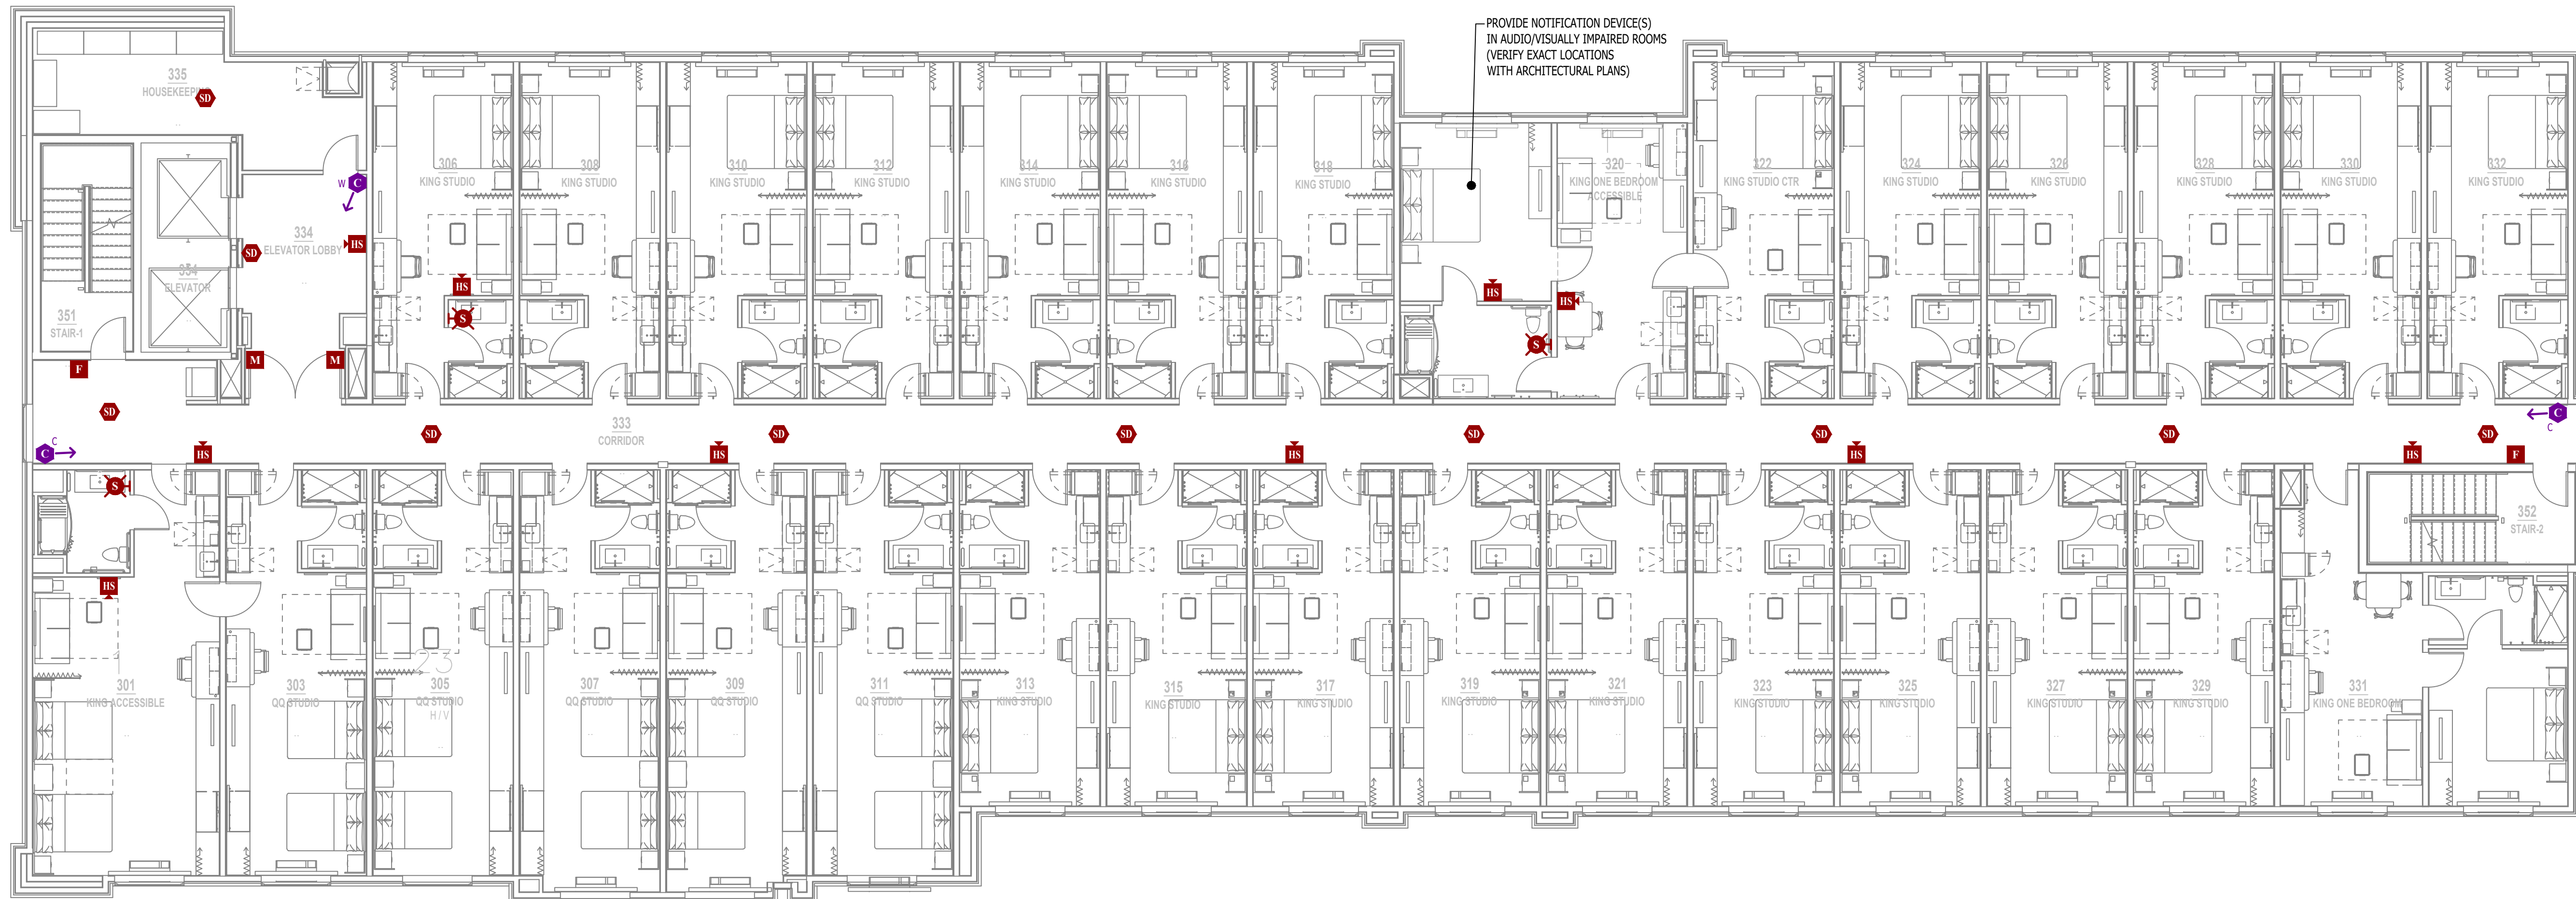 PROVIDE NOTIFICATION DEVICE(S)
IN AUDIO/VISUALLY IMPAIRED ROOMS
(VERIFY EXACT LOCATIONS
WITH ARCHITECTURAL PLANS)
335
HOUSEKEEPING
SD
W
C
334
ELEVATOR LOBBY
SD
HS
354
ELEVATOR
351
STAIR-1
F
M
M
306
KING STUDIO
HS
S
308
KING STUDIO
310
KING STUDIO
312
KING STUDIO
314
KING STUDIO
316
KING STUDIO
318
KING STUDIO
320
KING ONE BEDROOM
ACCESSIBLE
HS
HS
S
322
KING STUDIO CTR
324
KING STUDIO
326
KING STUDIO
328
KING STUDIO
330
KING STUDIO
332
KING STUDIO
SD
C
C
HS
SD
333
CORRIDOR
HS
SD
SD
HS
SD
SD
HS
SD
HS
SD
F
C
C
S
HS
301
KING ACCESSIBLE
303
QQ STUDIO
23
305
QQ STUDIO
H/V
307
QQ STUDIO
309
QQ STUDIO
311
QQ STUDIO
313
KING STUDIO
315
KING STUDIO
317
KING STUDIO
319
KING STUDIO
321
KING STUDIO
323
KING STUDIO
325
KING STUDIO
327
KING STUDIO
329
KING STUDIO
331
KING ONE BEDROOM
352
STAIR-2